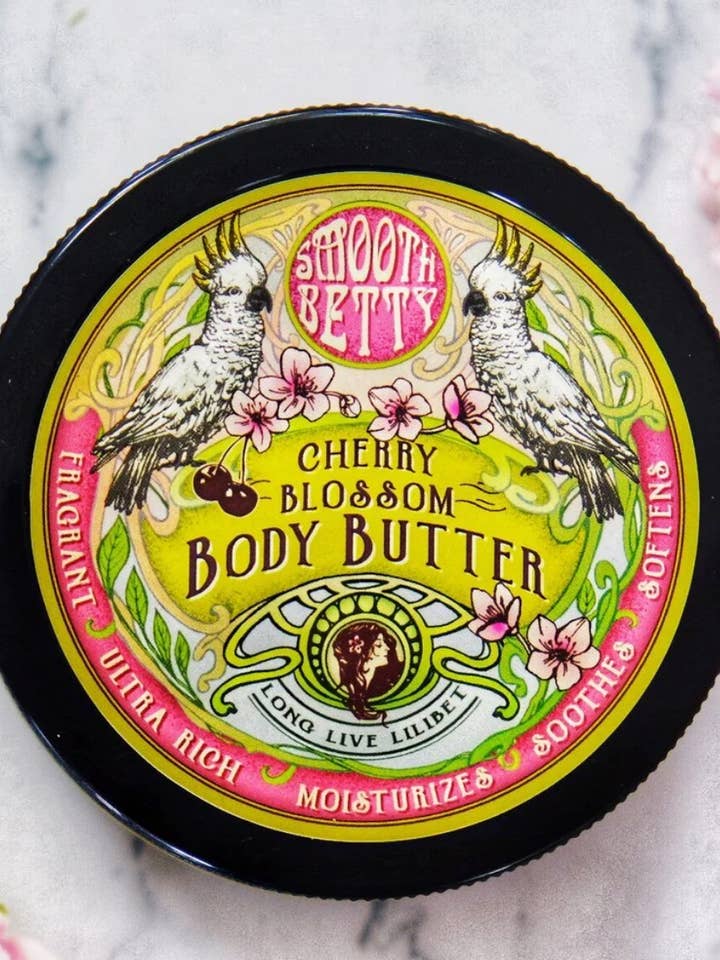 SMOOTH
BETTY
CHERRY
BLOSSOM
BODY BUTTER
LONG LIVE LILIBET
FRAGRANT
ULTRA RICH
MOISTURIZES
SOOTHES
SOFTENS